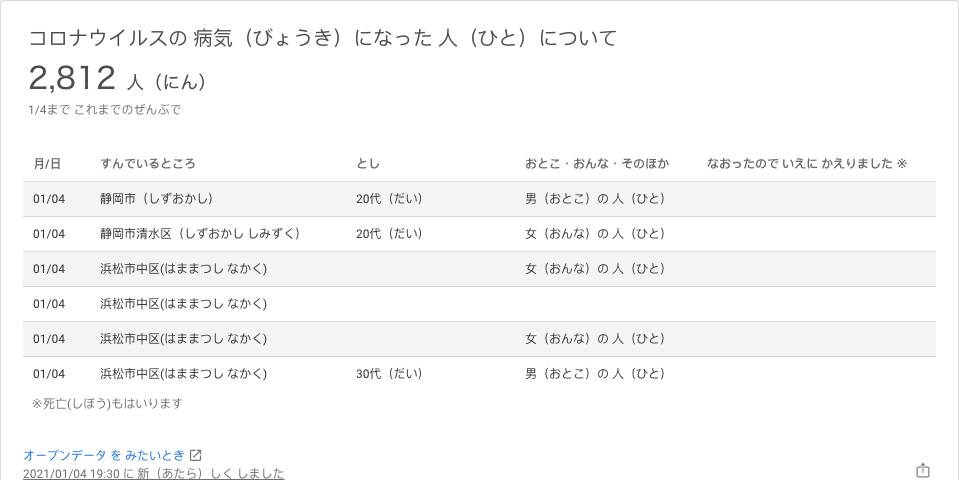 コロナウイルスの 病気（びょうき）になった 人（ひと）について
2,812 人（にん）
1/4まで これまでのぜんぶで
月/日 すんでいるところ とし おとこ・おんな・そのほか なおったので いえに かえりました ※
01/04 静岡市（しずおかし） 20代（だい） 男（おとこ）の 人（ひと）
01/04 静岡市清水区（しずおかし しみずく） 20代（だい） 女（おんな）の 人（ひと）
01/04 浜松市中区(はままつし なかく) 女（おんな）の 人（ひと）
01/04 浜松市中区(はままつし なかく)
01/04 浜松市中区(はままつし なかく) 女（おんな）の 人（ひと）
01/04 浜松市中区(はままつし なかく) 30代（だい） 男（おとこ）の 人（ひと）
※死亡(しぼう)もはいります
オープンデータ を みたいとき
2021/01/04 19:30 に 新（あたら）しく しました